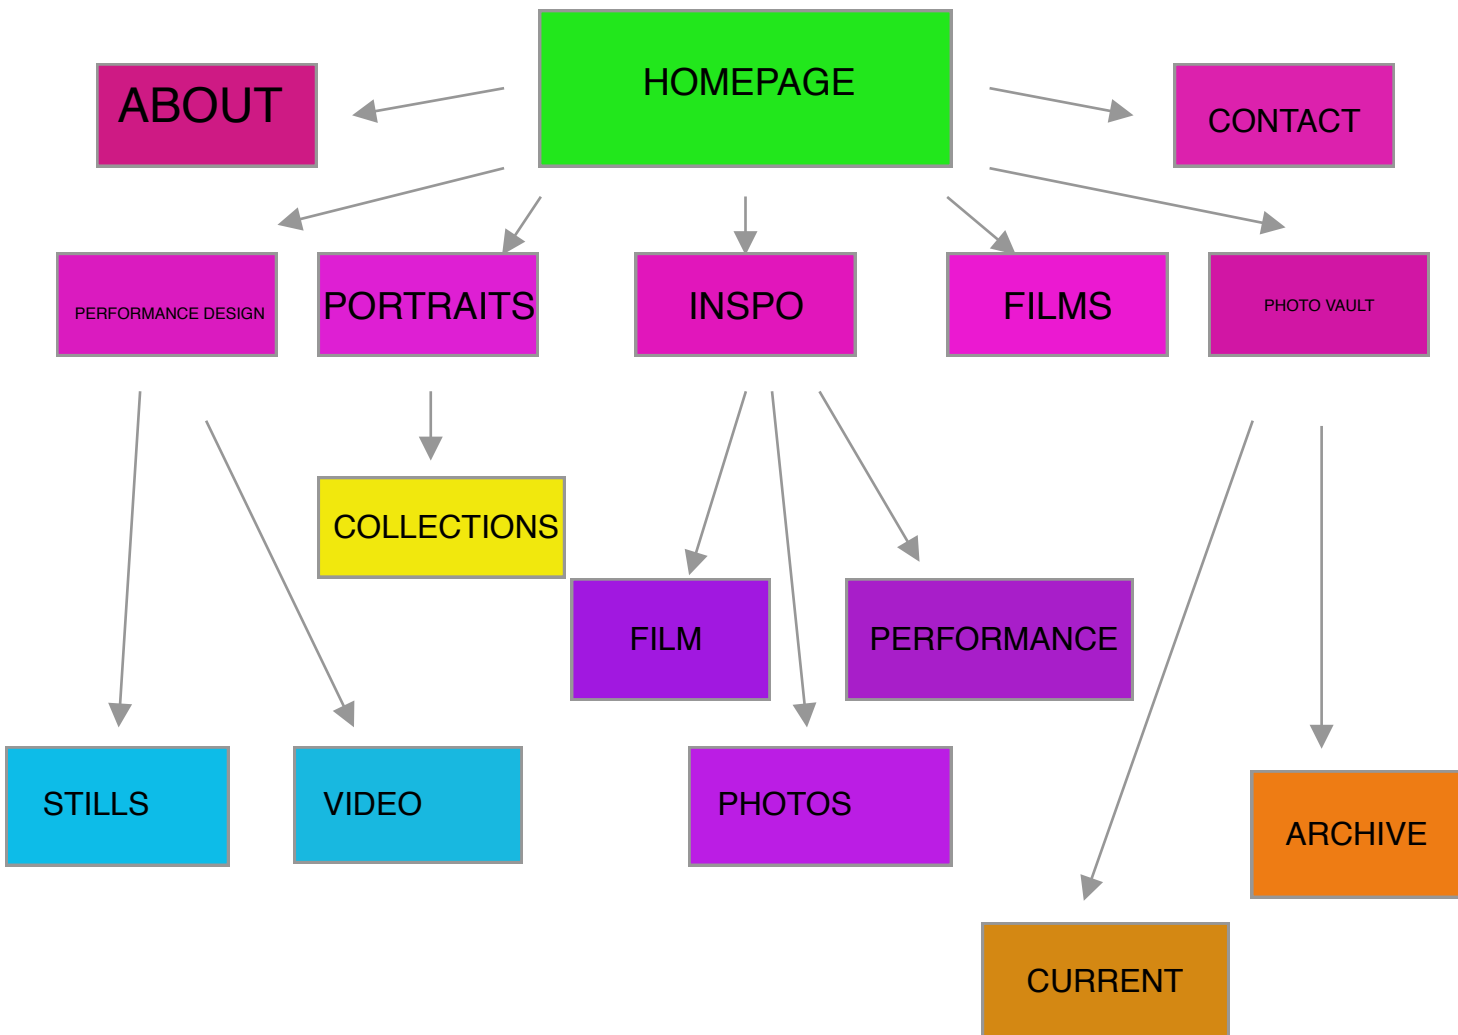 HOMEPAGE
ABOUT
CONTACT
PERFORMANCE DESIGN
PORTRAITS
INSPO
FILMS
PHOTO VAULT
COLLECTIONS
FILM
PERFORMANCE
STILLS
VIDEO
PHOTOS
ARCHIVE
CURRENT